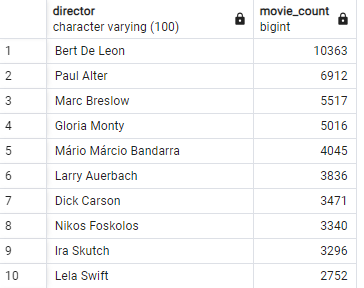 director movie_count
character varying (100) bigint
1 Bert De Leon 10363
2 Paul Alter 6912
3 Marc Breslow 5517
4 Gloria Monty 5016
5 Mário Márcio Bandarra 4045
6 Larry Auerbach 3836
7 Dick Carson 3471
8 Nikos Foskolos 3340
9 Ira Skutch 3296
10 Lela Swift 2752